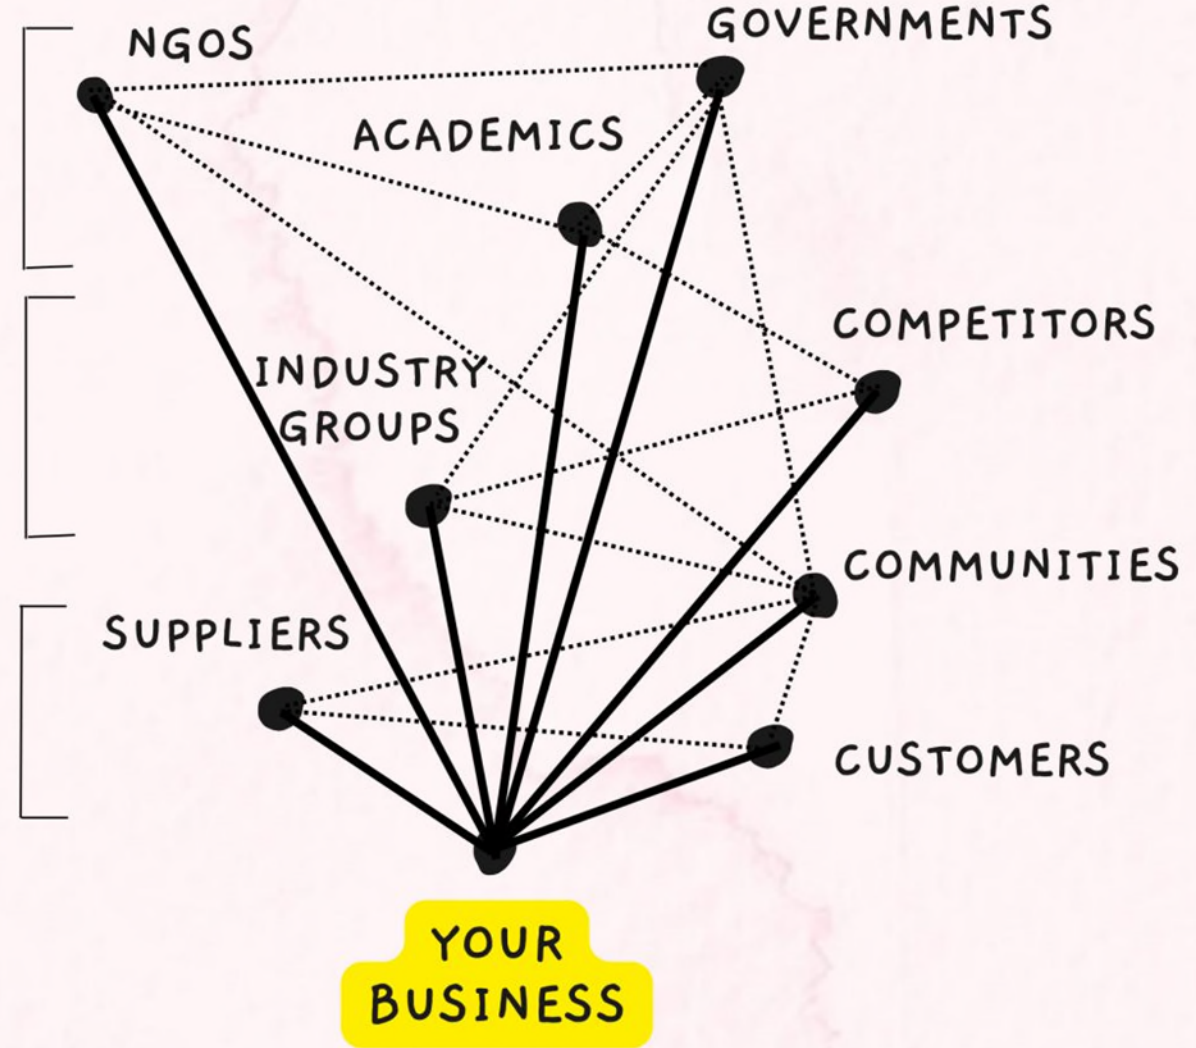 NGOS
GOVERNMENTS
ACADEMICS
COMPETITORS
INDUSTRY
GROUPS
COMMUNITIES
SUPPLIERS
CUSTOMERS
YOUR
BUSINESS